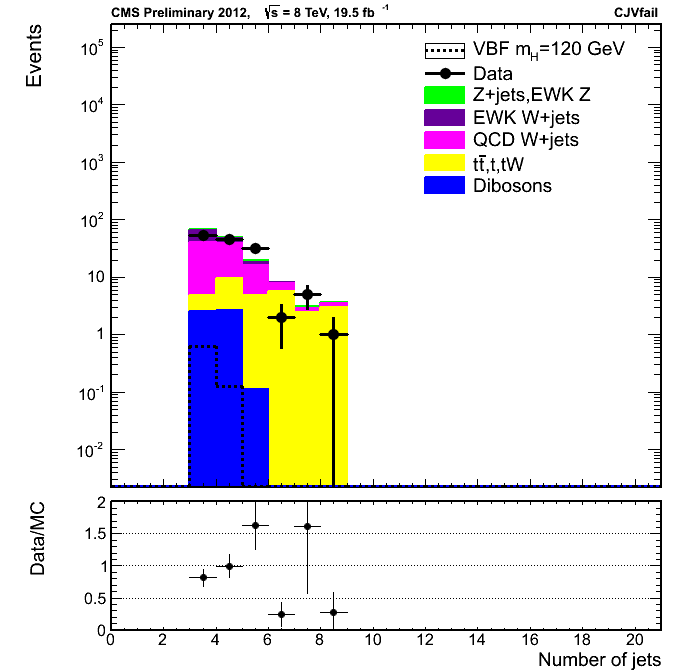 CMS Preliminary 2012, √s = 8 TeV, 19.5 fb⁻¹ CJVfail
Events
10⁵
10⁴
10³
10²
10
1
10⁻¹
10⁻²
VBF m_H=120 GeV
Data
Z+jets,EWK Z
EWK W+jets
QCD W+jets
tt̄,t,tW
Dibosons
Data/MC
2
1.5
1
0.5
0
0 2 4 6 8 10 12 14 16 18 20
Number of jets